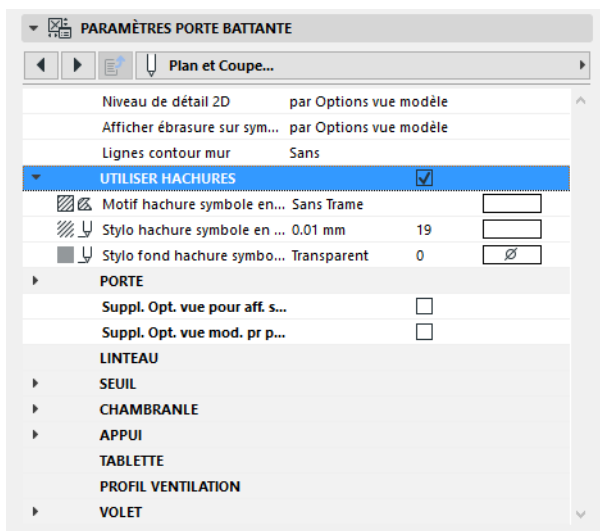 PARAMÈTRES PORTE BATTANTE
Plan et Coupe...
Niveau de détail 2D par Options vue modèle
Afficher ébrasure sur sym... par Options vue modèle
Lignes contour mur Sans
UTILISER HACHURES
Motif hachure symbole en... Sans Trame
Stylo hachure symbole en ... 0.01 mm 19
Stylo fond hachure symbo... Transparent 0
PORTE
Suppl. Opt. vue pour aff. s...
Suppl. Opt. vue mod. pr p...
LINTEAU
SEUIL
CHAMBRANLE
APPUI
TABLETTE
PROFIL VENTILATION
VOLET